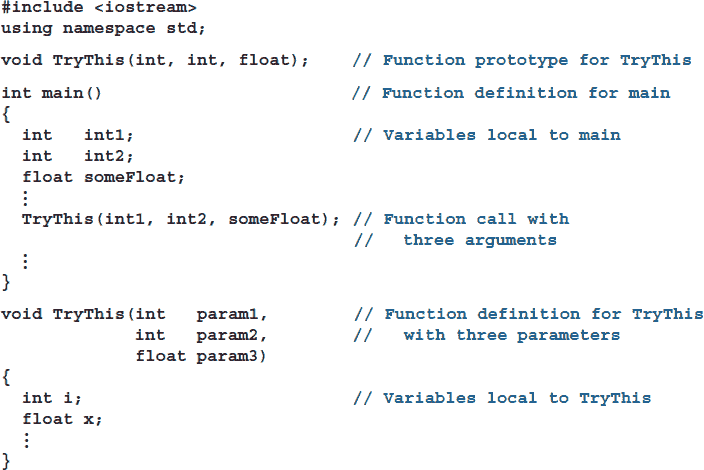 #include <iostream>
using namespace std;
void TryThis(int, int, float);    // Function prototype for TryThis
int main()                        // Function definition for main
{
  int   int1;                     // Variables local to main
  int   int2;
  float someFloat;
  ⋮
  TryThis(int1, int2, someFloat); // Function call with
                                  //   three arguments
  ⋮
}
void TryThis(int   param1,        // Function definition for TryThis
             int   param2,        //   with three parameters
             float param3)
{
  int i;                          // Variables local to TryThis
  float x;
  ⋮
}